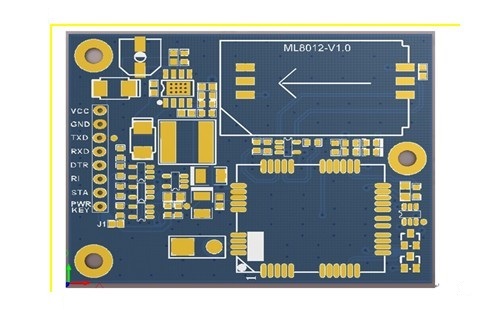 ML8012-V1.0
VCC
GND
TXD
RXD
DTR
RI
STA
PWR
KEY
J1
1